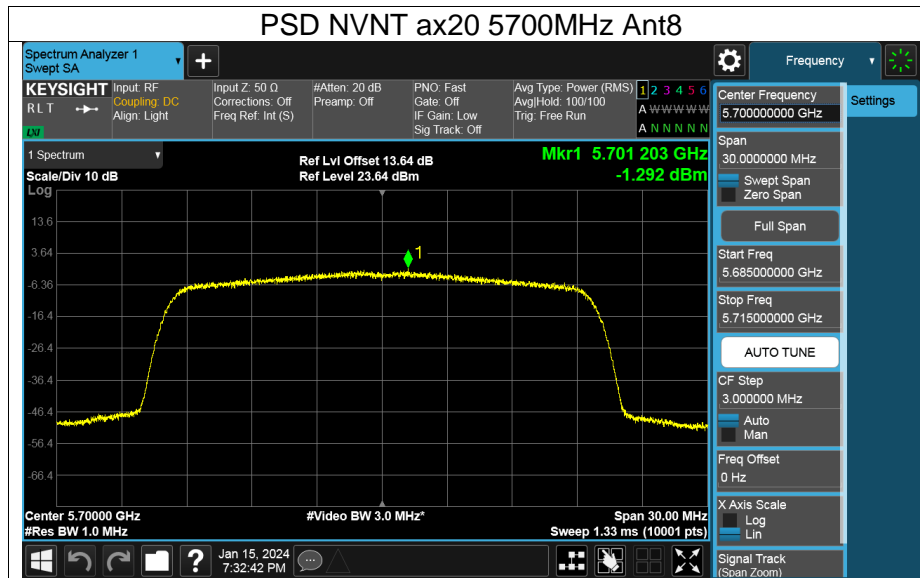 PSD NVNT ax20 5700MHz Ant8
Spectrum Analyzer 1
Swept SA
+
Frequency
KEYSIGHT
RLT
LXI
Input: RF
Coupling: DC
Align: Light
Input Z: 50 Ω
Corrections: Off
Freq Ref: Int (S)
#Atten: 20 dB
Preamp: Off
PNO: Fast
Gate: Off
IF Gain: Low
Sig Track: Off
Avg Type: Power (RMS)
Avg|Hold: 100/100
Trig: Free Run
1 2 3 4 5 6
A W W W W W
A N N N N N
1 Spectrum
Scale/Div 10 dB
Log
Ref Lvl Offset 13.64 dB
Ref Level 23.64 dBm
Mkr1 5.701 203 GHz
-1.292 dBm
1
13.6
3.64
-6.36
-16.4
-26.4
-36.4
-46.4
-56.4
-66.4
Center 5.70000 GHz
#Res BW 1.0 MHz
#Video BW 3.0 MHz*
Span 30.00 MHz
Sweep 1.33 ms (10001 pts)
Jan 15, 2024
7:32:42 PM
?
Center Frequency
5.700000000 GHz
Span
30.0000000 MHz
Swept Span
Zero Span
Full Span
Start Freq
5.685000000 GHz
Stop Freq
5.715000000 GHz
AUTO TUNE
CF Step
3.000000 MHz
Auto
Man
Freq Offset
0 Hz
X Axis Scale
Log
Lin
Signal Track
(Span Zoom)
Settings